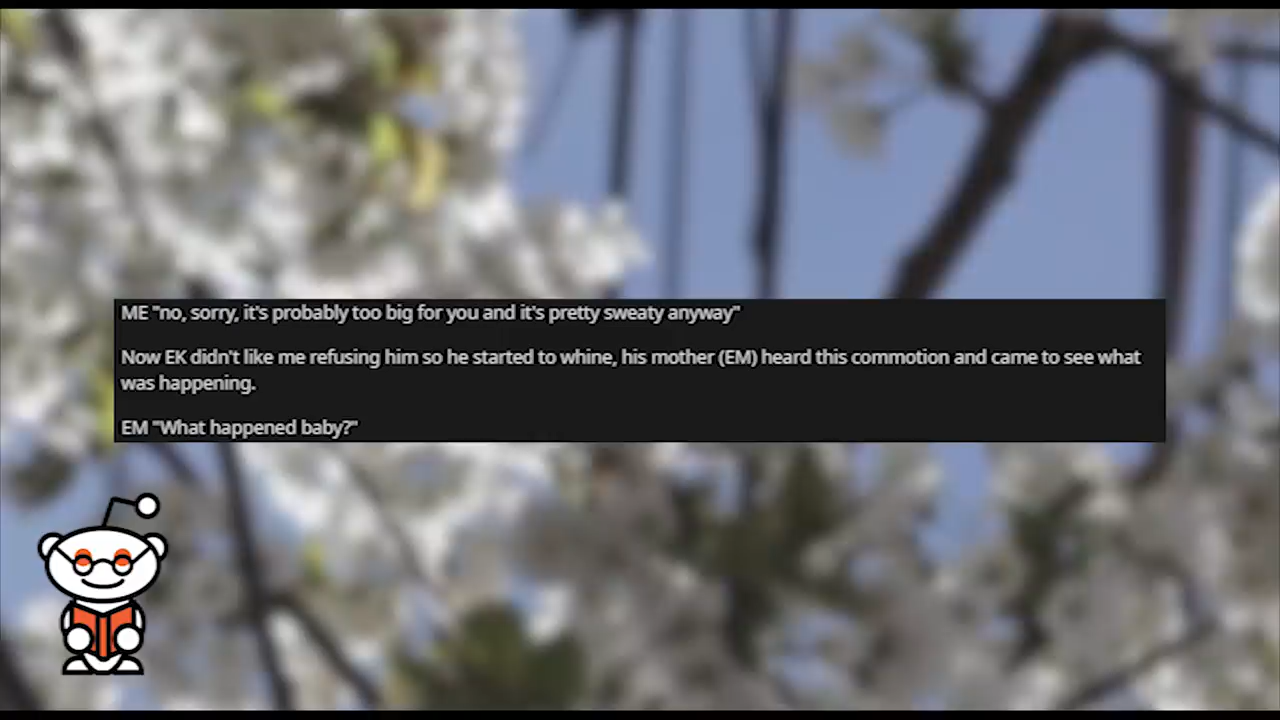 ME "no, sorry, it's probably too big for you and it's pretty sweaty anyway"
Now EK didn't like me refusing him so he started to whine, his mother (EM) heard this commotion and came to see what
was happening.
EM "What happened baby?"